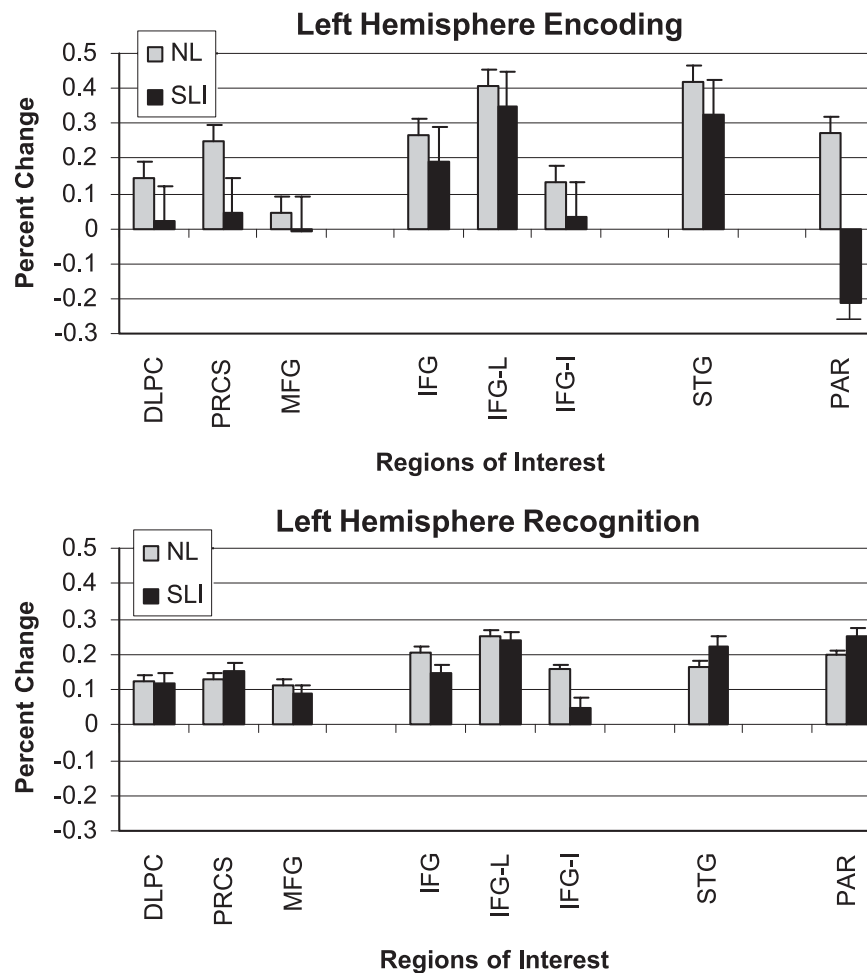 Left Hemisphere Encoding
NL
SLI
Percent Change
0.5
0.4
0.3
0.2
0.1
0
-0.1
-0.2
-0.3
DLPC
PRCS
MFG
IFG
IFG-L
IFG-I
STG
PAR
Regions of Interest
Left Hemisphere Recognition
NL
SLI
Percent Change
0.5
0.4
0.3
0.2
0.1
0
-0.1
-0.2
-0.3
DLPC
PRCS
MFG
IFG
IFG-L
IFG-I
STG
PAR
Regions of Interest